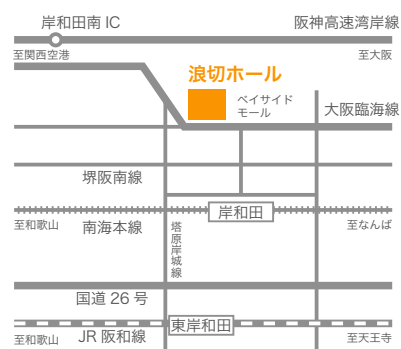 岸和田南 IC
阪神高速湾岸線
至関西空港
至大阪
浪切ホール
ベイサイド
モール
大阪臨海線
堺阪南線
岸和田
至和歌山
南海本線
塔原岸城線
至なんば
国道 26 号
東岸和田
至和歌山
JR 阪和線
至天王寺